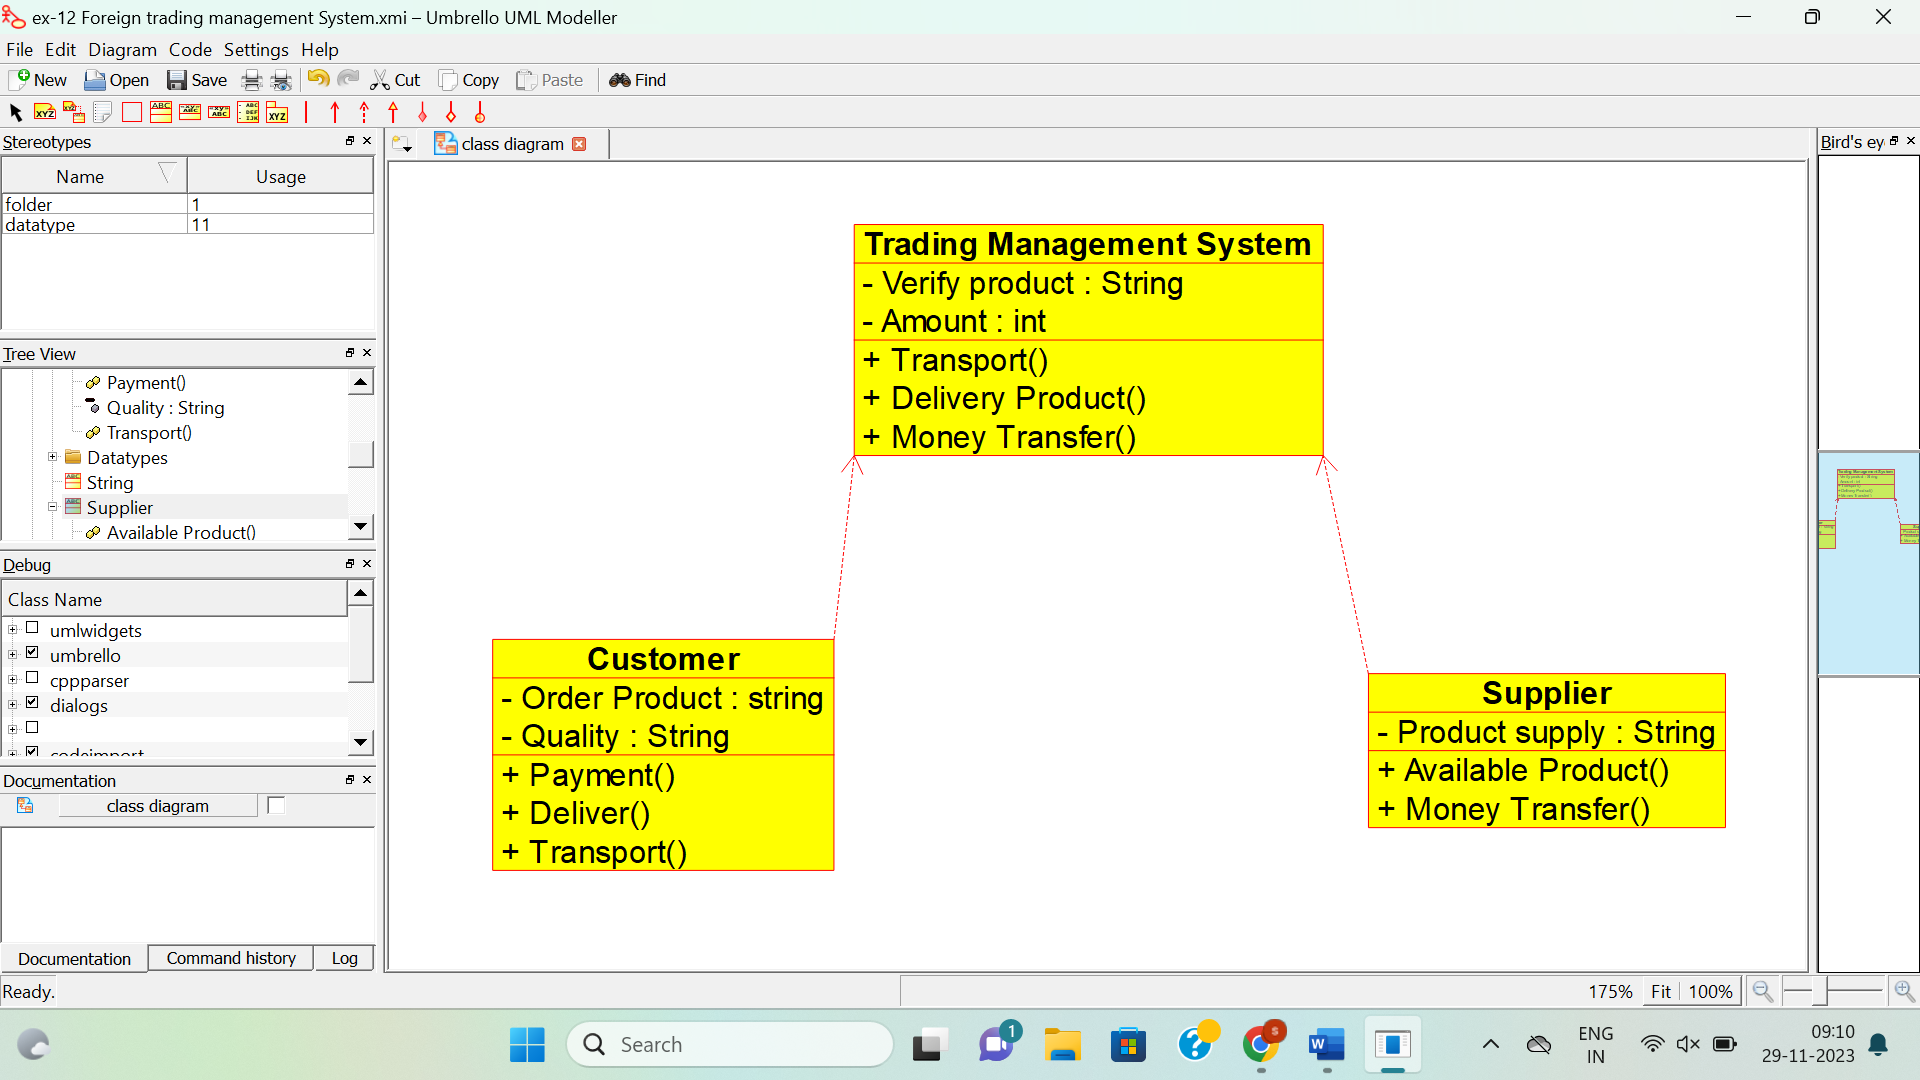 ex-12 Foreign trading management System.xmi – Umbrello UML Modeller
File Edit Diagram Code Settings Help
New Open Save Cut Copy Paste Find
Stereotypes
Name Usage
folder 1
datatype 11
Tree View
Payment()
Quality : String
Transport()
Datatypes
String
Supplier
Available Product()
Debug
Class Name
umlwidgets
umbrello
cppparser
dialogs
codeimport
Documentation
class diagram
Documentation Command history Log
Ready.
class diagram
Trading Management System
- Verify product : String
- Amount : int
+ Transport()
+ Delivery Product()
+ Money Transfer()
Customer
- Order Product : string
- Quality : String
+ Payment()
+ Deliver()
+ Transport()
Supplier
- Product supply : String
+ Available Product()
+ Money Transfer()
Bird's ey
175% Fit 100%
Search
1
ENG
IN
09:10
29-11-2023